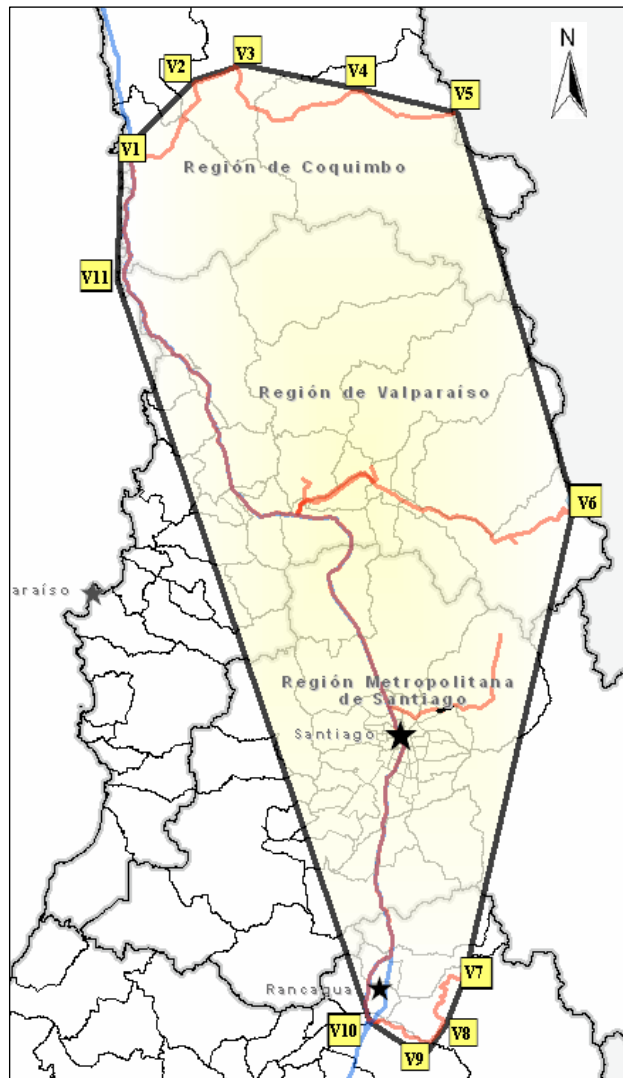 N
V3
V2
V4
V5
V1
Región de Coquimbo
V11
Región de Valparaíso
V6
araíso
Región Metropolitana
de Santiago
Santiago
V7
Rancagua
V10
V8
V9